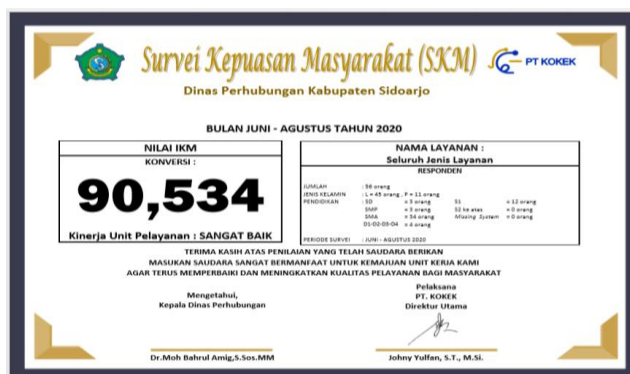 Survei Kepuasan Masyarakat (SKM)
PT KOKEK
Dinas Perhubungan Kabupaten Sidoarjo
BULAN JUNI - AGUSTUS TAHUN 2020
NILAI IKM
KONVERSI :
90,534
Kinerja Unit Pelayanan : SANGAT BAIK
NAMA LAYANAN :
Seluruh Jenis Layanan
RESPONDEN
JUMLAH : 56 orang
JENIS KELAMIN : L = 45 orang , P = 11 orang
PENDIDIKAN : SD = 3 orang S1 = 12 orang
SMP = 3 orang S2 ke atas = 0 orang
SMA = 34 orang Missing System = 0 orang
D1-D2-D3-D4 = 4 orang
PERIODE SURVEI : JUNI - AGUSTUS 2020
TERIMA KASIH ATAS PENILAIAN YANG TELAH SAUDARA BERIKAN
MASUKAN SAUDARA SANGAT BERMANFAAT UNTUK KEMAJUAN UNIT KERJA KAMI
AGAR TERUS MEMPERBAIKI DAN MENINGKATKAN KUALITAS PELAYANAN BAGI MASYARAKAT
Mengetahui,
Kepala Dinas Perhubungan
Dr.Moh Bahrul Amig,S.Sos.MM
Pelaksana
PT. KOKEK
Direktur Utama
Johny Yulfan, S.T., M.Si.